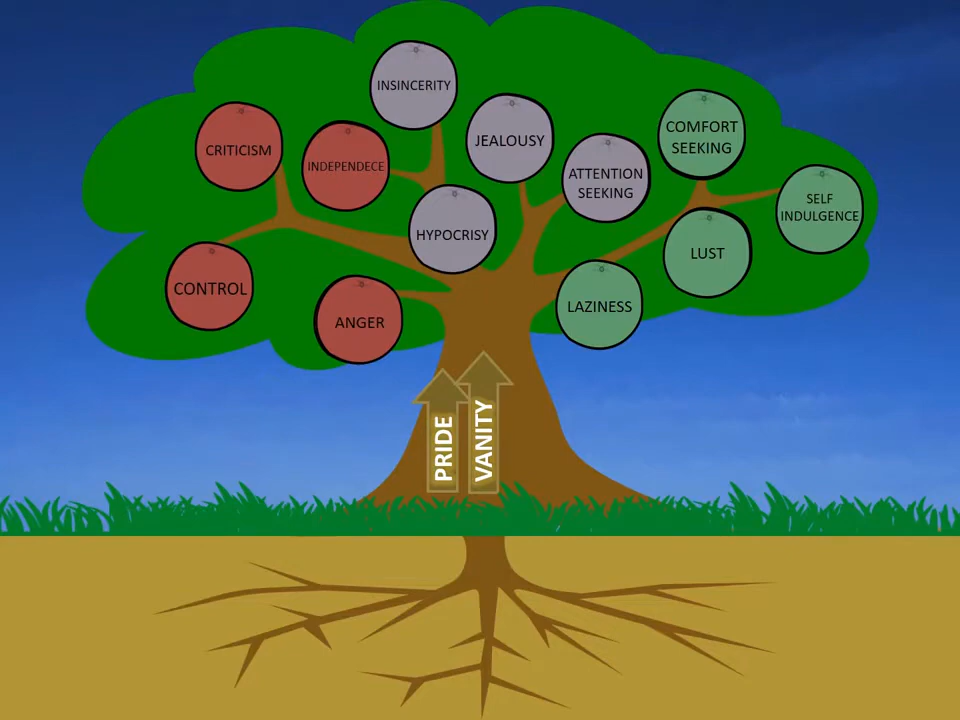 INSINCERITY
CRITICISM
INDEPENDECE
JEALOUSY
COMFORT
SEEKING
ATTENTION
SEEKING
SELF
INDULGENCE
HYPOCRISY
LUST
CONTROL
ANGER
LAZINESS
PRIDE
VANITY